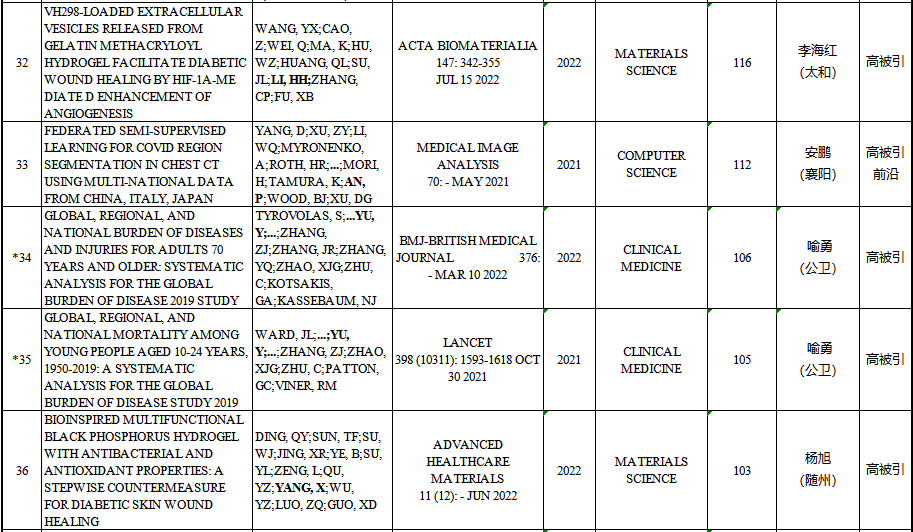 32
VH298-LOADED EXTRACELLULAR
VESICLES RELEASED FROM
GELATIN METHACRYLOYL
HYDROGEL FACILITATE DIABETIC
WOUND HEALING BY HIF-1A-ME
DIATE D ENHANCEMENT OF
ANGIOGENESIS
WANG, YX;CAO,
Z;WEI, Q;MA, K;HU,
WZ;HUANG, QL;SU,
JL;LI, HH;ZHANG,
CP;FU, XB
ACTA BIOMATERIALIA
147: 342-355
JUL 15 2022
2022
MATERIALS
SCIENCE
116
李海红
(太和)
高被引
33
FEDERATED SEMI-SUPERVISED
LEARNING FOR COVID REGION
SEGMENTATION IN CHEST CT
USING MULTI-NATIONAL DATA
FROM CHINA, ITALY, JAPAN
YANG, D;XU, ZY;LI,
WQ;MYRONENKO,
A;ROTH, HR;...;MORI,
H;TAMURA, K;AN,
P;WOOD, BJ;XU, DG
MEDICAL IMAGE
ANALYSIS
70: - MAY 2021
2021
COMPUTER
SCIENCE
112
安鹏
(襄阳)
高被引
前沿
*34
GLOBAL, REGIONAL, AND
NATIONAL BURDEN OF DISEASES
AND INJURIES FOR ADULTS 70
YEARS AND OLDER: SYSTEMATIC
ANALYSIS FOR THE GLOBAL
BURDEN OF DISEASE 2019 STUDY
TYROVOLAS, S;...YU,
Y;...;ZHANG,
ZJ;ZHANG, JR;ZHANG,
YQ;ZHAO, XJG;ZHU,
C;KOTSAKIS,
GA;KASSEBAUM, NJ
BMJ-BRITISH MEDICAL
JOURNAL 376:
- MAR 10 2022
2022
CLINICAL
MEDICINE
106
喻勇
(公卫)
高被引
*35
GLOBAL, REGIONAL, AND
NATIONAL MORTALITY AMONG
YOUNG PEOPLE AGED 10-24 YEARS,
1950-2019: A SYSTEMATIC
ANALYSIS FOR THE GLOBAL
BURDEN OF DISEASE STUDY 2019
WARD, JL;...;YU,
Y;...;ZHANG, ZJ;ZHAO,
XJG;ZHU, C;PATTON,
GC;VINER, RM
LANCET
398 (10311): 1593-1618 OCT
30 2021
2021
CLINICAL
MEDICINE
105
喻勇
(公卫)
高被引
36
BIOINSPIRED MULTIFUNCTIONAL
BLACK PHOSPHORUS HYDROGEL
WITH ANTIBACTERIAL AND
ANTIOXIDANT PROPERTIES: A
STEPWISE COUNTERMEASURE
FOR DIABETIC SKIN WOUND
HEALING
DING, QY;SUN, TF;SU,
WJ;JING, XR;YE, B;SU,
YL;ZENG, L;QU,
YZ;YANG, X;WU,
YZ;LUO, ZQ;GUO, XD
ADVANCED
HEALTHCARE
MATERIALS
11 (12): - JUN 2022
2022
MATERIALS
SCIENCE
103
杨旭
(随州)
高被引